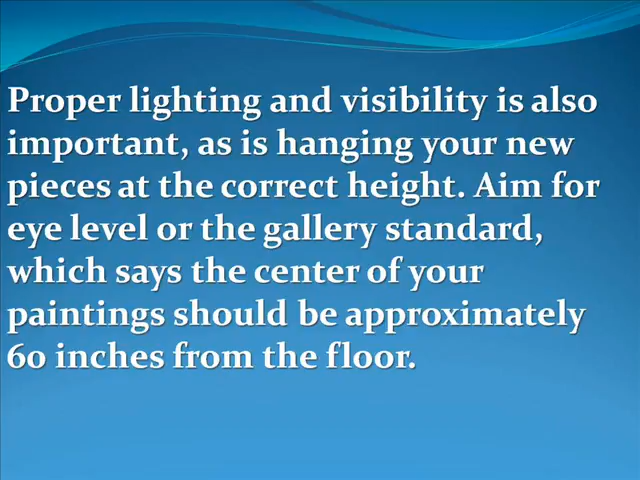 Proper lighting and visibility is also
important, as is hanging your new
pieces at the correct height. Aim for
eye level or the gallery standard,
which says the center of your
paintings should be approximately
60 inches from the floor.